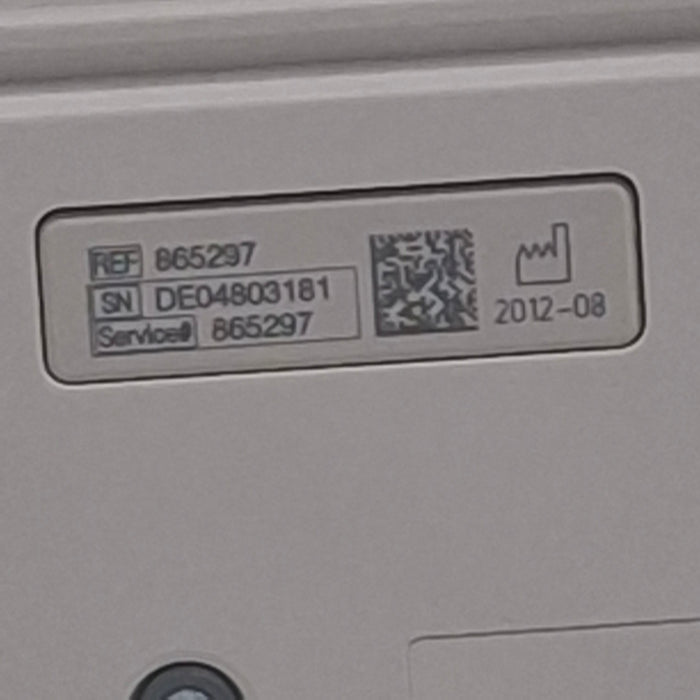 REF 865297
SN DE04803181
Service# 865297
2012-08